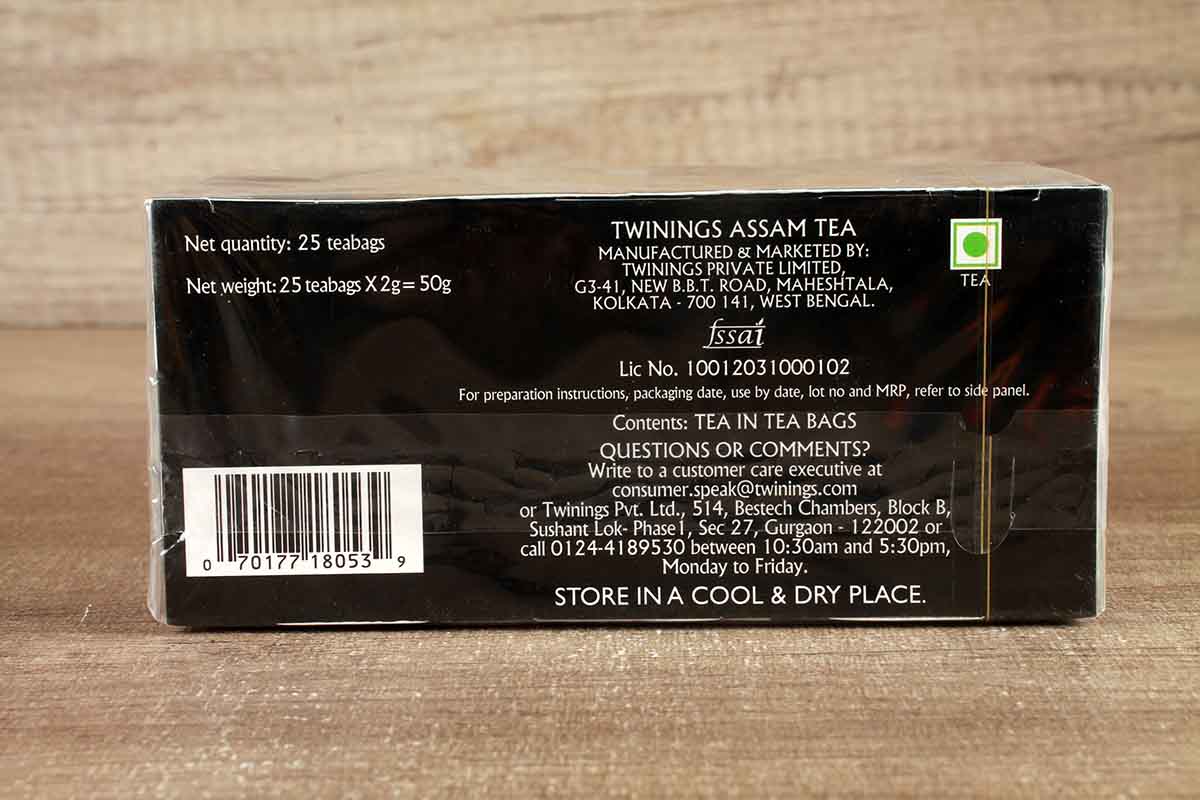 Net quantity: 25 teabags
Net weight: 25 teabags X 2g = 50g
TWININGS ASSAM TEA
MANUFACTURED & MARKETED BY:
TWININGS PRIVATE LIMITED,
G3-41, NEW B.B.T. ROAD, MAHESHTALA,
KOLKATA - 700 141, WEST BENGAL.
fssai
Lic No. 10012031000102
For preparation instructions, packaging date, use by date, lot no and MRP, refer to side panel.
Contents: TEA IN TEA BAGS
QUESTIONS OR COMMENTS?
Write to a customer care executive at
consumer.speak@twinings.com
or Twinings Pvt. Ltd., 514, Bestech Chambers, Block B,
Sushant Lok- Phase1, Sec 27, Gurgaon - 122002 or
call 0124-4189530 between 10:30am and 5:30pm,
Monday to Friday.
STORE IN A COOL & DRY PLACE.
TEA
0 70177 18053 9